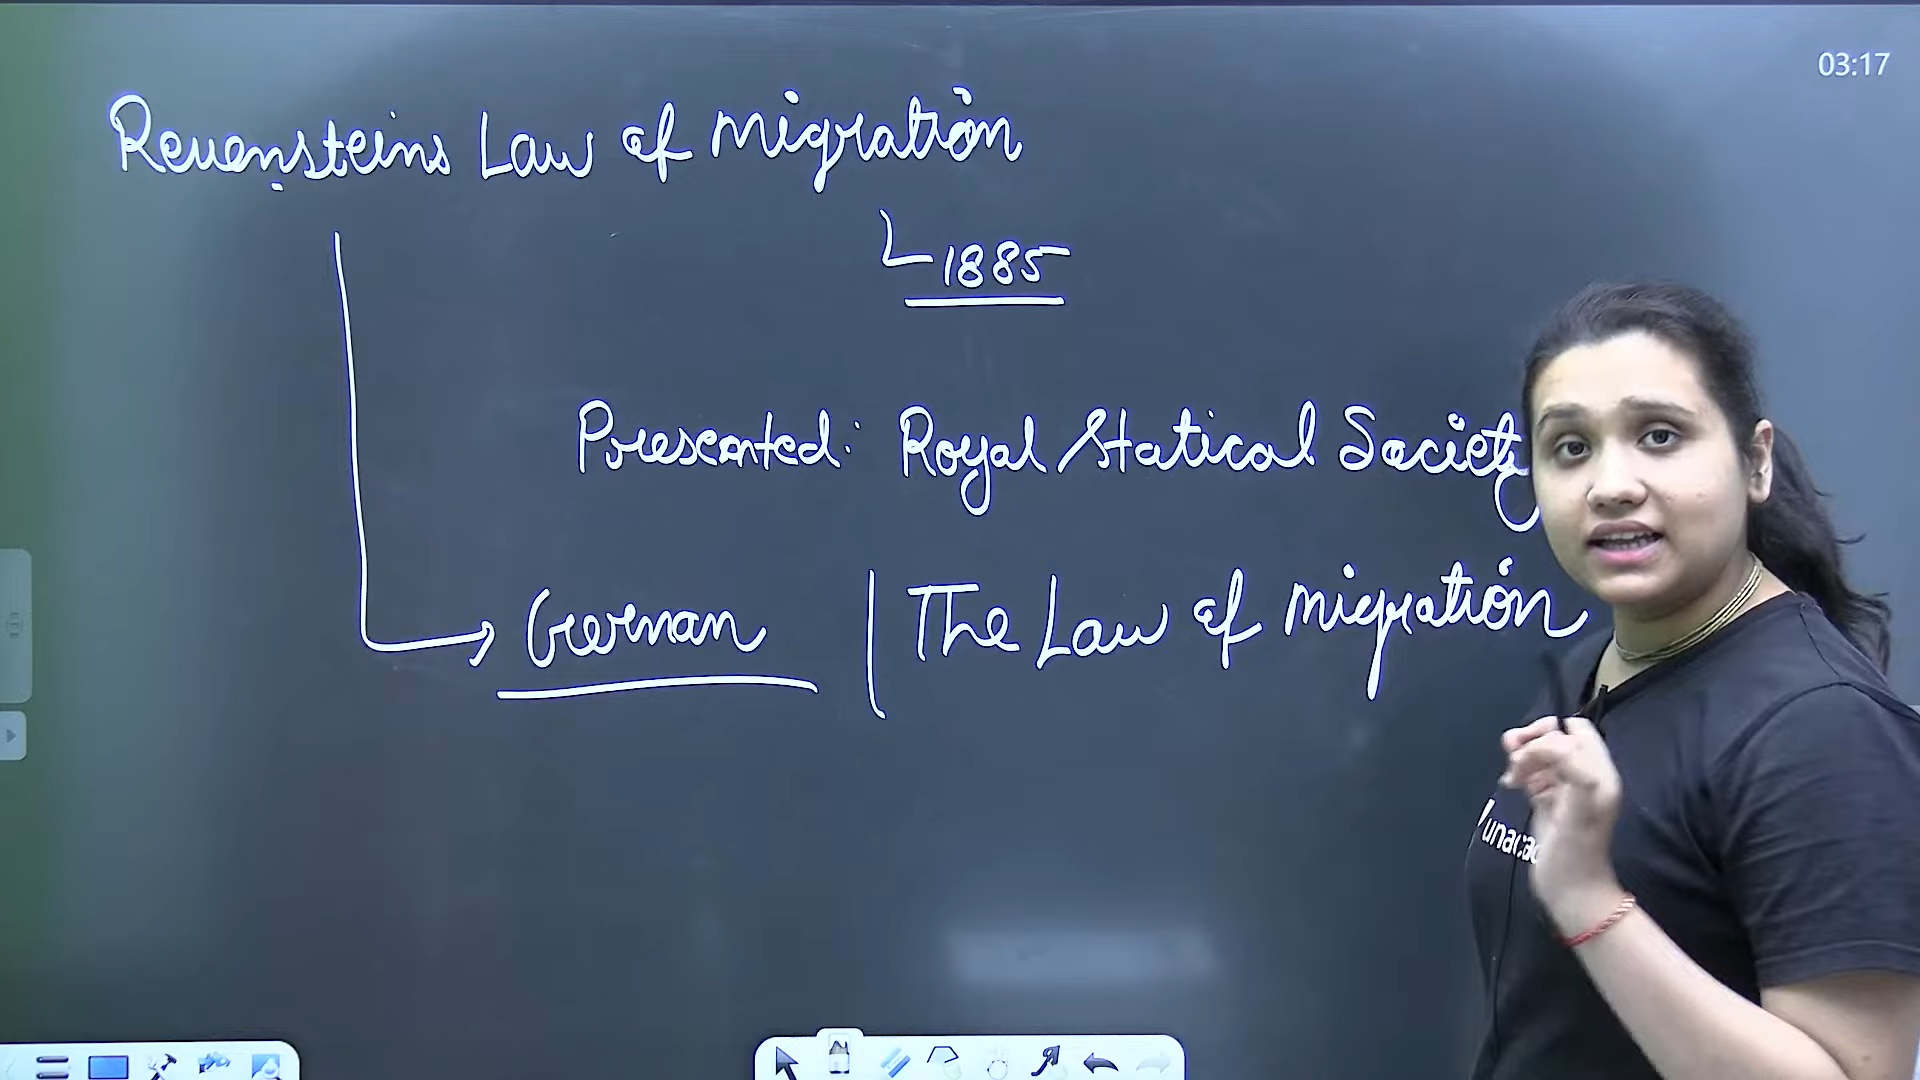 03:17
Revensteins Law of migration
1885
Presented: Royal Statical Society
German | The Law of migration
unacad